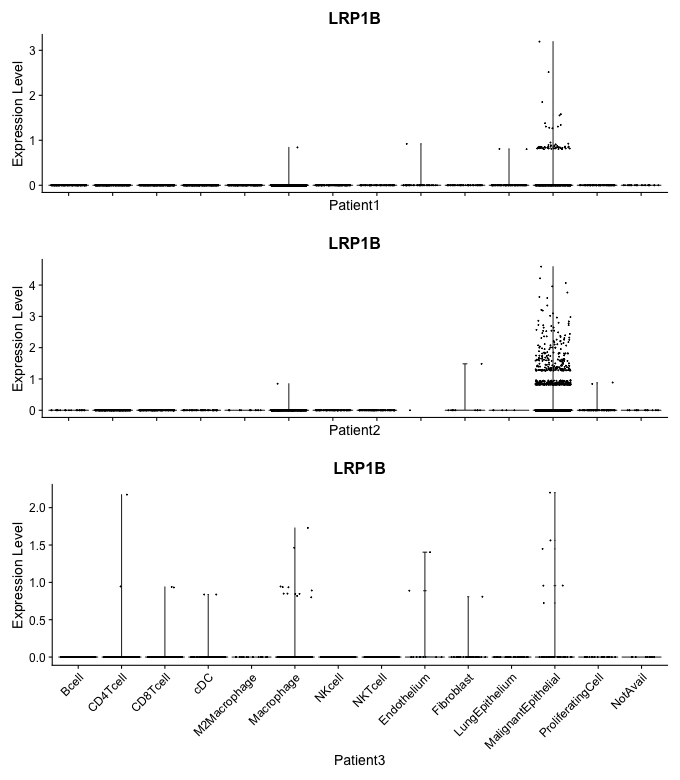 LRP1B
Expression Level
3
2
1
0
Patient1
LRP1B
Expression Level
4
3
2
1
0
Patient2
LRP1B
Expression Level
2.0
1.5
1.0
0.5
0.0
Bcell
CD4Tcell
CD8Tcell
cDC
M2Macrophage
Macrophage
NKcell
NKTcell
Endothelium
Fibroblast
LungEpithelium
MalignantEpithelial
ProliferatingCell
NotAvail
Patient3